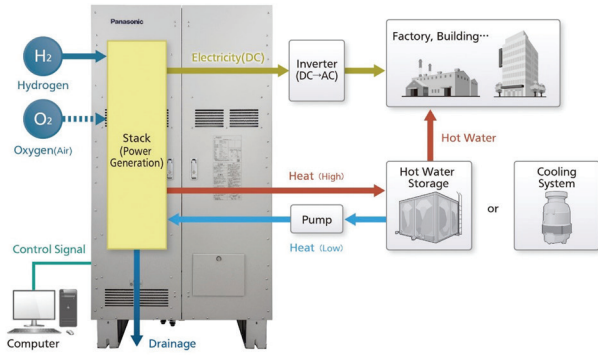 Panasonic
H2
Hydrogen
O2
Oxygen(Air)
Stack
(Power
Generation)
Electricity(DC)
Inverter
(DC→AC)
Factory, Building…
Hot Water
Heat (High)
Hot Water
Storage
or
Cooling
System
Pump
Heat (Low)
Control Signal
Computer
Drainage